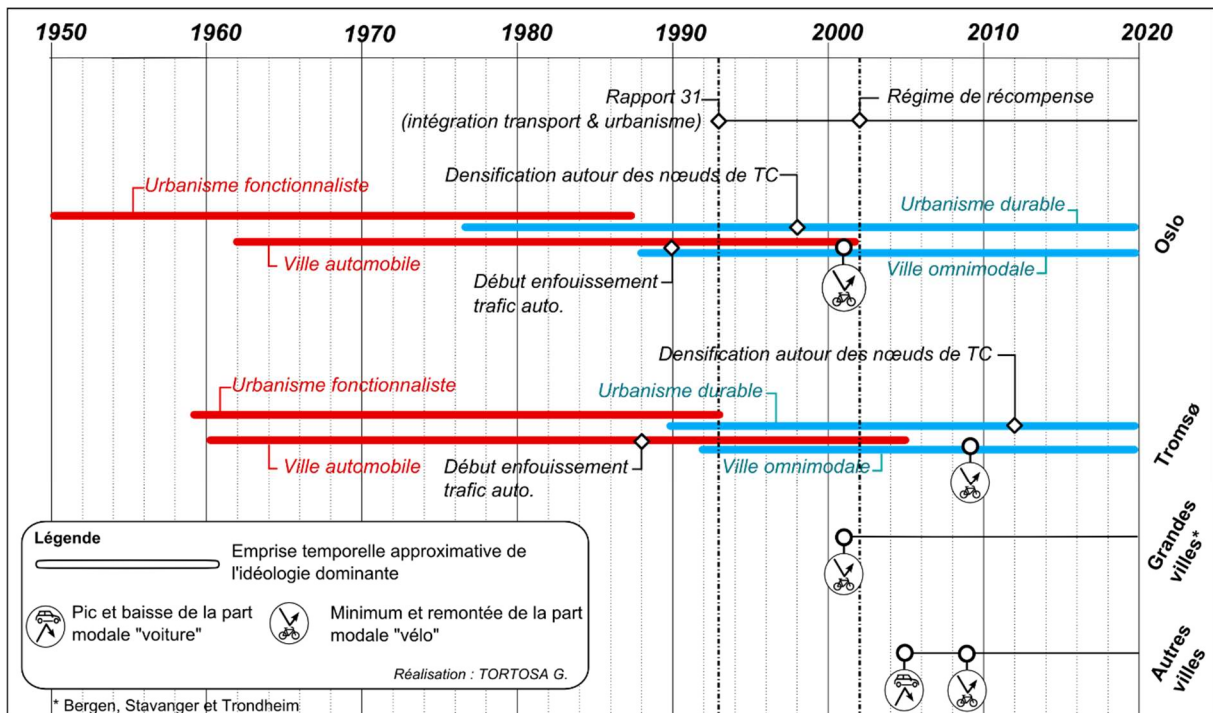 1950 1960 1970 1980 1990 2000 2010 2020
Rapport 31
(intégration transport & urbanisme)
Régime de récompense
Densification autour des nœuds de TC
Urbanisme fonctionnaliste
Urbanisme durable
Oslo
Ville automobile
Début enfouissement
trafic auto.
Ville omnimodale
Densification autour des nœuds de TC
Urbanisme fonctionnaliste
Urbanisme durable
Tromsø
Ville automobile
Début enfouissement
trafic auto.
Ville omnimodale
Grandes
villes*
Autres
villes
Légende
Emprise temporelle approximative de
l'idéologie dominante
Pic et baisse de la part
modale "voiture"
Minimum et remontée de la part
modale "vélo"
Réalisation : TORTOSA G.
* Bergen, Stavanger et Trondheim